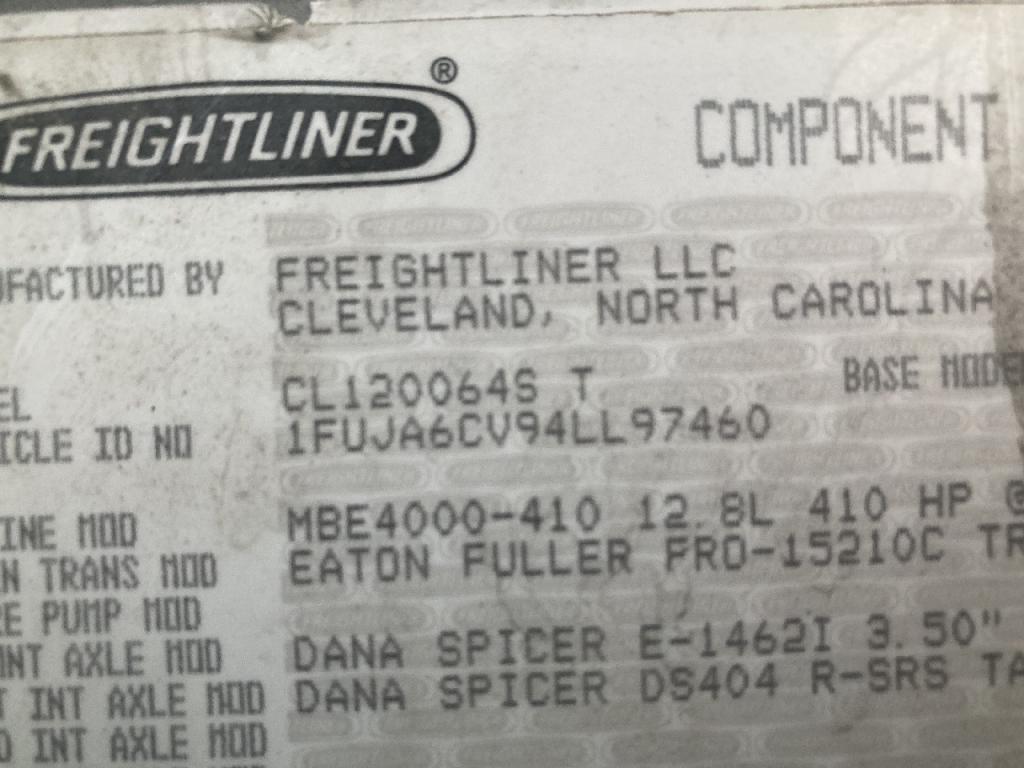 FREIGHTLINER ®
COMPONENT
UFACTURED BY FREIGHTLINER LLC
CLEVELAND, NORTH CAROLINA
EL CL120064S T BASE MODE
ICLE ID NO 1FUJA6CV94LL97460
INE MOD MBE4000-410 12.8L 410 HP @
N TRANS MOD EATON FULLER FRO-15210C TR
RE PUMP MOD
NT AXLE MOD DANA SPICER E-1462I 3.50"
T INT AXLE MOD DANA SPICER DS404 R-SRS TA
D INT AXLE MOD